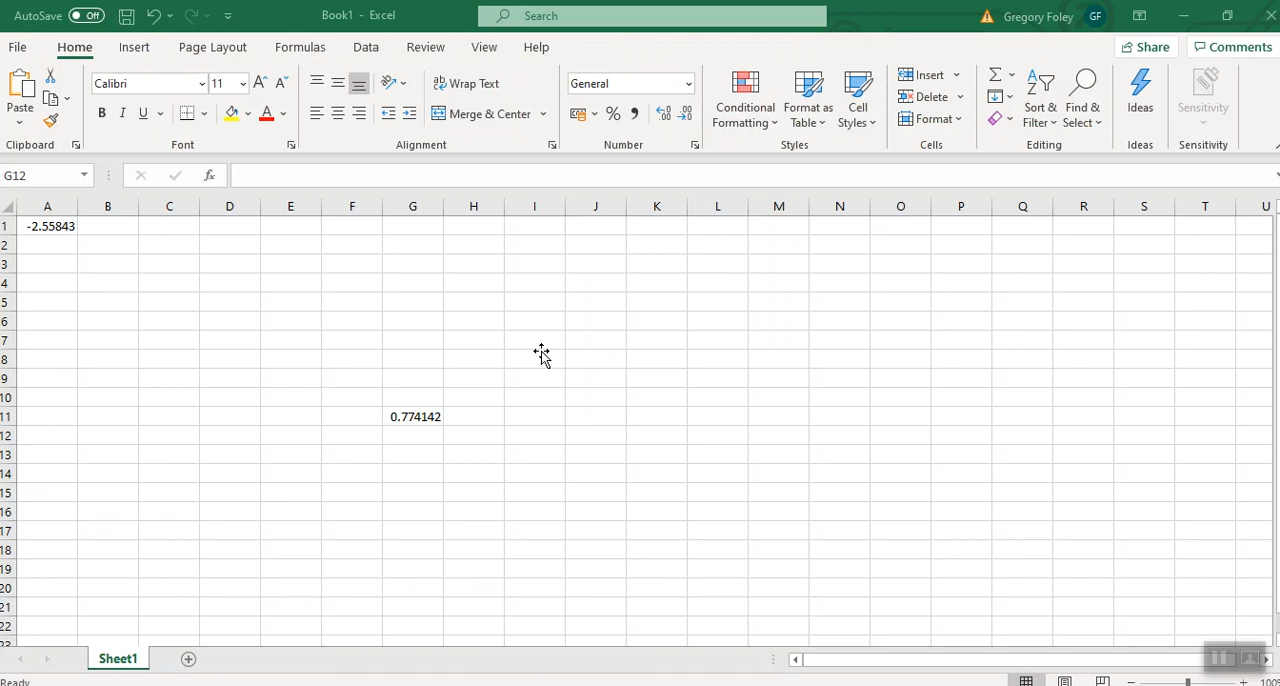 AutoSave Off Book1 - Excel Search Gregory Foley GF
File Home Insert Page Layout Formulas Data Review View Help Share Comments
Paste Calibri 11 A A Wrap Text General Conditional Formatting Format as Table Cell Styles Insert Delete Format Sort & Filter Find & Select Ideas Sensitivity
B I U A Merge & Center % ,
Clipboard Font Alignment Number Styles Cells Editing Ideas Sensitivity
G12 fx
A B C D E F G H I J K L M N O P Q R S T U
1 -2.55843
2
3
4
5
6
7
8
9
10
11 0.774142
12
13
14
15
16
17
18
19
20
21
22
23
Sheet1
Ready 100%